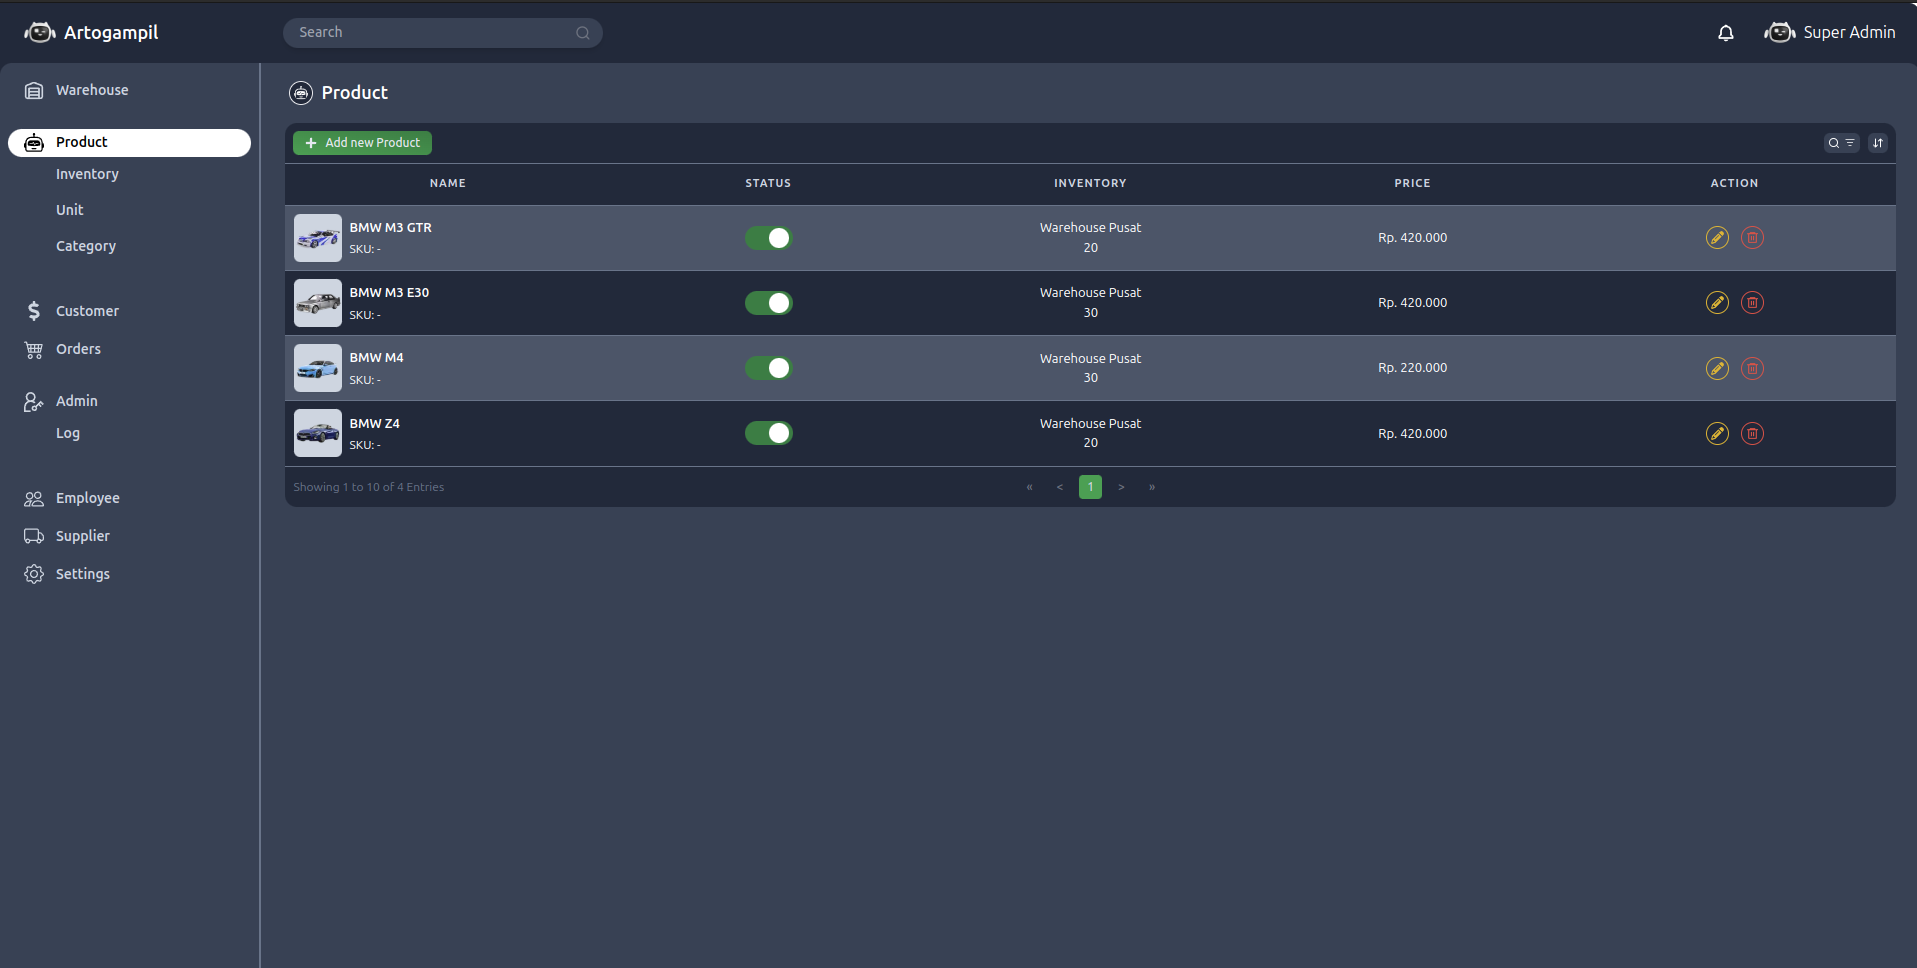 Artogampil
Search
Super Admin
Warehouse
Product
Inventory
Unit
Category
Customer
Orders
Admin
Log
Employee
Supplier
Settings
Product
Add new Product
NAME STATUS INVENTORY PRICE ACTION
BMW M3 GTR
SKU: -
Warehouse Pusat
20
Rp. 420.000
BMW M3 E30
SKU: -
Warehouse Pusat
30
Rp. 420.000
BMW M4
SKU: -
Warehouse Pusat
30
Rp. 220.000
BMW Z4
SKU: -
Warehouse Pusat
20
Rp. 420.000
Showing 1 to 10 of 4 Entries
« < 1 > »